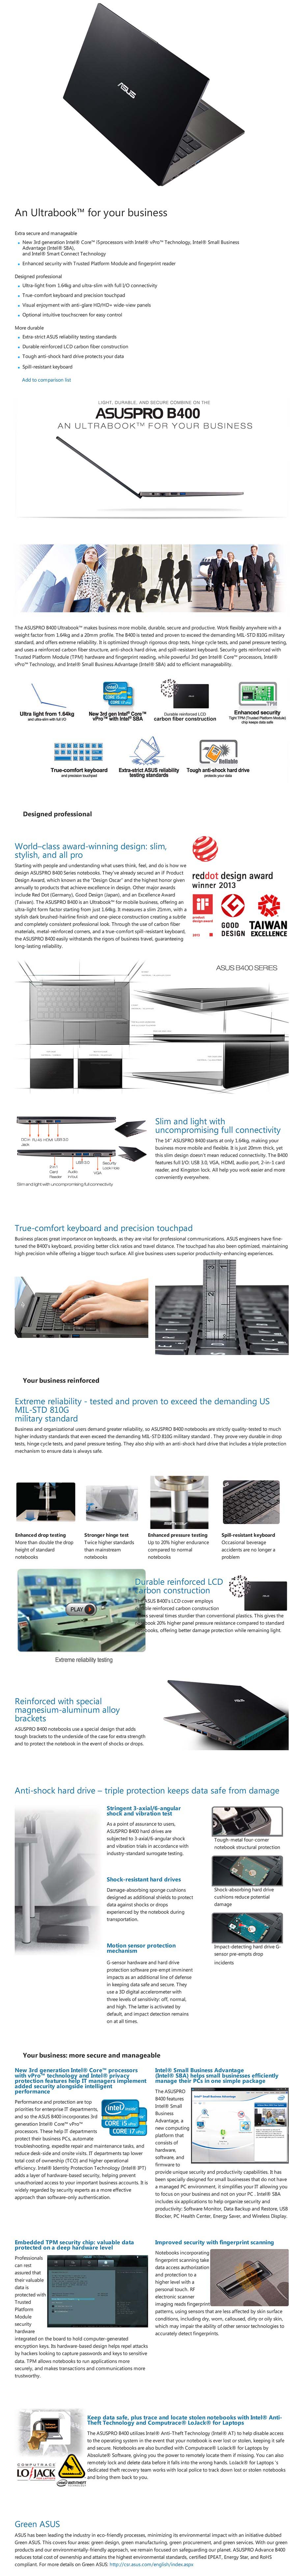 ASUS
An Ultrabook™ for your business
Extra secure and manageable
New 3rd generation Intel® Core™ i5processors with Intel® vPro™ Technology, Intel® Small Business
Advantage (Intel® SBA),
and Intel® Smart Connect Technology
Enhanced security with Trusted Platform Module and fingerprint reader
Designed professional
Ultra-light from 1.64kg and ultra-slim with full I/O connectivity
True-comfort keyboard and precision touchpad
Visual enjoyment with anti-glare HD/HD+ wide-view panels
Optional intuitive touchscreen for easy control
More durable
Extra-strict ASUS reliability testing standards
Durable reinforced LCD carbon fiber construction
Tough anti-shock hard drive protects your data
Spill-resistant keyboard
Add to comparison list
LIGHT, DURABLE, AND SECURE COMBINE ON THE
ASUSPRO B400
AN ULTRABOOK™ FOR YOUR BUSINESS
The ASUSPRO B400 Ultrabook™ makes business more mobile, durable, secure and productive. Work flexibly anywhere with a
weight factor from 1.64kg and a 20mm profile. The B400 is tested and proven to exceed the demanding MIL-STD 810G military
standard, and offers extreme reliability. It is optimized through rigorous drop tests, hinge cycle tests, and panel pressure testing,
and uses a reinforced carbon fiber structure, anti-shock hard drive, and spill-resistant keyboard. Security gets reinforced with
Trusted Platform Module (TPM) hardware and fingerprint reading, while powerful 3rd gen Intel® Core™ processors, Intel®
vPro™ Technology, and Intel® Small Business Advantage (Intel® SBA) add to efficient manageability.
Ultra light from 1.64kg
and ultra-slim with full I/O
New 3rd gen Intel® Core™
vPro™ with Intel® SBA
Durable reinforced LCD
carbon fiber construction
Enhanced security
Tight TPM (Trusted Platform Module)
chip keeps data safe
True-comfort keyboard
and precision touchpad
Extra-strict ASUS reliability
testing standards
Reliable
Tough anti-shock hard drive
protects your data
Designed professional
World–class award-winning design: slim,
stylish, and all pro
Starting with people and understanding what users think, feel, and do is how we
design ASUSPRO B400 Series notebooks. They're already secured an iF Product
Design Award, which is known as the "Design Oscar" and the highest honor given
annually to products that achieve excellence in design. Other major awards
include Red Dot (Germany), Good Design (Japan), and an Excellence Award
(Taiwan). The ASUSPRO B400 is an Ultrabook™ for mobile business, offering an
ultra-light form factor starting from just 1.64kg. It measures a slim 20mm, with a
stylish dark brushed-timbre-finish and uniform paper construction creating a subtle
and completely consistent professional look. Through the use of carbon fiber
materials, metal reinforced corners, and a true-comfort spill-resistant keyboard,
the ASUSPRO B400 easily withstands the rigors of business travel, guaranteeing
long-lasting reliability.
reddot design award
winner 2013
product
design award
2013
GOOD
DESIGN
TAIWAN
EXCELLENCE
ASUS B400 SERIES
Slim and light with
uncompromising full connectivity
The 14" ASUSPRO B400 starts at only 1.64kg, making your
business more mobile and flexible. It is just 20mm thick, yet
this slim design doesn't mean reduced connectivity. The B400
features full I/O: USB 3.0, VGA, HDMI, audio port, 2-in-1 card
reader, and Kingston lock. All help you work easier and more
conveniently everywhere.
DC In RJ45 HDMI USB3.0
2-in-1
Card
Reader
Audio
in/out
USB3.0
VGA
Security
Lock Hole
Slim and light with uncompromising full connectivity
True-comfort keyboard and precision touchpad
Business places great importance on keyboards, as they are vital for professional communications. ASUS engineers have fine-
tuned the B400's keyboard, providing better click ratios and travel distance. The touchpad has also been optimized, maintaining
high precision while offering a bigger touch surface. All give business users superior productivity-enhancing experiences.
Your business reinforced
Extreme reliability - tested and proven to exceed the demanding US
MIL-STD 810G
military standard
Business and organizational users demand greater reliability, so ASUSPRO B400 notebooks are strictly quality-tested to much
higher industry standards that even exceed the demanding MIL-STD 810G military standard. They prove very durable in drop
tests, hinge cycle tests, and panel pressure testing. They also ship with an anti-shock hard drive that includes a triple protection
mechanism to ensure data is always safe.
Enhanced drop testing
More than double the drop
height of standard
notebooks
Stronger hinge test
Twice higher standards
than mainstream
notebooks
Enhanced pressure testing
Up to 20% higher endurance
compared to normal
notebooks
Spill-resistant keyboard
Occasional beverage
accidents are no longer a
problem
PLAY
Extreme reliability testing
Durable reinforced LCD
carbon construction
ASUS B400's LCD cover employs
reinforced carbon construction
several times sturdier than conventional plastics. This gives the
20% higher panel pressure resistance compared to standard
offering better damage protection while remaining light.
Reinforced with special
magnesium-aluminum alloy
brackets
ASUSPRO B400 notebooks use a special design that adds
tough brackets to the underside of the case for extra strength
and to protect the notebook in the event of shocks or drops.
Anti-shock hard drive – triple protection keeps data safe from damage
Stringent 3-axial/6-angular
shock and vibration test
As a point of assurance to users,
ASUSPRO B400 hard drives are
subjected to 3-axial/6-angular shock
and vibration trials in accordance with
industry-standard surrogate testing.
Tough-metal four-corner
notebook structural protection
Shock-resistant hard drives
Damage-absorbing sponge cushions
designed as additional shields to protect
data against shocks or drops
experienced by the notebook during
transportation.
Shock-absorbing hard drive
cushions reduce potential
damage
Motion sensor protection
mechanism
G-sensor hardware and hard drive
protection software pre-empt imminent
impacts as an additional line of defense
in keeping data safe and secure. They
use a 3D digital accelerometer with
three levels of sensitivity: off, normal,
and high. The latter is activated by
default, and impact detection remains
on at all times.
Impact-detecting hard drive G-
sensor pre-empts drop
incidents
Your business: more secure and manageable
New 3rd generation Intel® Core™ processors
with vPro™ technology and Intel® privacy
protection features help IT managers implement
added security alongside intelligent
performance
Performance and protection are top
priorities for enterprise IT departments,
and so the ASUS B400 incorporates 3rd
generation Intel® Core™ vPro™
processors. These help IT departments
protect their business PCs, automate
troubleshooting, expedite repair and maintenance tasks, and
save time on-side and onto onsite. IT departments tap lower
total cost of ownership (TCO) and higher operational
efficiency. Intel® Identity Protection Technology (Intel® IPT)
adds a layer of hardware-based security, helping prevent
unauthorized access to your important business accounts. It is
widely regarded by security experts as a more effective
approach than software-only authentication.
Intel® Small Business Advantage
(Intel® SBA) helps small businesses efficiently
manage their PCs in one simple package
The ASUSPRO
B400 features
Intel® Small
Business
Advantage, a
new computing
platform that
consists of
hardware,
software, and
firmware to
provide unique security and productivity capabilities. It has
been specially designed for small businesses that do not have
a managed PC environment, it simplifies your IT allowing you
to focus on your business and not on your PC . Intel® SBA
includes six applications to help organize security and
productivity: Software Monitor, Data Backup and Restore, USB
Blocker, PC Health Center, Energy Saver, and Wireless Display.
Embedded TPM security chip: valuable data
protected on a deep hardware level
Professionals
can rest
assured that
their valuable
data is
protected with
Trusted
Platform
Module
security
hardware
integrated on the board to hold computer-generated
encryption keys. Its hardware based design helps repel attacks
by hackers looking to capture passwords and keys to sensitive
data. TPM allows notebooks to run applications more
securely, and makes transactions and communications more
trustworthy.
Improved security with fingerprint scanning
Notebooks incorporating
fingerprint scanning take
data access authorisation
and protection to a
higher level with a
personal touch. RF
electronic scanner
imaging reads fingerprint
patterns, using sensors that are less affected by skin surface
conditions, including dry, worn, calloused, dirty or oily skin,
which may impair the ability of other sensor technologies to
accurately detect fingerprints.
COMPUTRACE
LOJACK
Keep data safe, plus trace and locate stolen notebooks with Intel® Anti-
Theft Technology and Computrace® LoJack® for Laptops
The ASUSPRO B400 utilizes Intel® Anti-Theft Technology (Intel® AT) to help disable access
to the operating system in the event that your notebook is ever lost or stolen, keeping it safe
and secure. Notebooks are also bundled with Computrace® LoJack® for Laptops by
Absolute® Software, giving you the power to remotely locate them if missing. You can also
remotely lock and delete data before it falls into the wrong hands. LoJack® for Laptops 's
dedicated theft recovery team works with local police to track down lost or stolen notebooks
and bring them back to you.
Green ASUS
ASUS has been leading the industry in eco-friendly processes, minimizing its environmental impact with an initiative dubbed
Green ASUS. This covers four areas: green design, green manufacturing, green procurement, and green services. With our green
products and our environmentally-friendly approach, we remain focused on safeguarding our planet. ASUSPRO Advance B400
reduces total cost of ownership and attains the highest environmental standards, certified EPEAT, Energy Star, and RoHS
compliant. For more details on Green ASUS: http://csr.asus.com/english/index.aspx